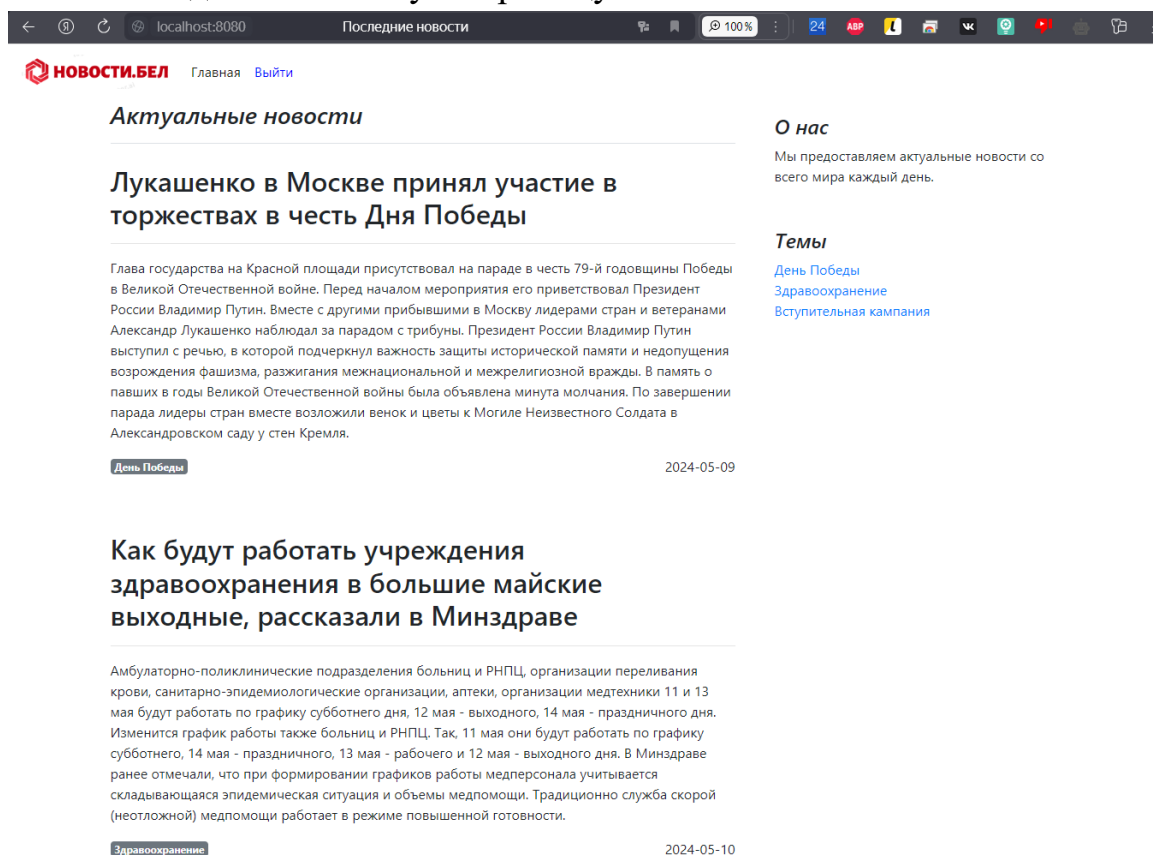 localhost:8080 Последние новости 100 % 24 ABP
НОВОСТИ.БЕЛ Главная Выйти
Актуальные новости
Лукашенко в Москве принял участие в
торжествах в честь Дня Победы
Глава государства на Красной площади присутствовал на параде в честь 79-й годовщины Победы
в Великой Отечественной войне. Перед началом мероприятия его приветствовал Президент
России Владимир Путин. Вместе с другими прибывшими в Москву лидерами стран и ветеранами
Александр Лукашенко наблюдал за парадом с трибуны. Президент России Владимир Путин
выступил с речью, в которой подчеркнул важность защиты исторической памяти и недопущения
возрождения фашизма, разжигания межнациональной и межрелигиозной вражды. В память о
павших в годы Великой Отечественной войны была объявлена минута молчания. По завершении
парада лидеры стран вместе возложили венок и цветы к Могиле Неизвестного Солдата в
Александровском саду у стен Кремля.
День Победы 2024-05-09
Как будут работать учреждения
здравоохранения в большие майские
выходные, рассказали в Минздраве
Амбулаторно-поликлинические подразделения больниц и РНПЦ, организации переливания
крови, санитарно-эпидемиологические организации, аптеки, организации медтехники 11 и 13
мая будут работать по графику субботнего дня, 12 мая - выходного, 14 мая - праздничного дня.
Изменится график работы также больниц и РНПЦ. Так, 11 мая они будут работать по графику
субботнего, 14 мая - праздничного, 13 мая - рабочего и 12 мая - выходного дня. В Минздраве
ранее отмечали, что при формировании графиков работы медперсонала учитывается
складывающаяся эпидемическая ситуация и объемы медпомощи. Традиционно служба скорой
(неотложной) медпомощи работает в режиме повышенной готовности.
Здравоохранение 2024-05-10
О нас
Мы предоставляем актуальные новости со
всего мира каждый день.
Темы
День Победы
Здравоохранение
Вступительная кампания